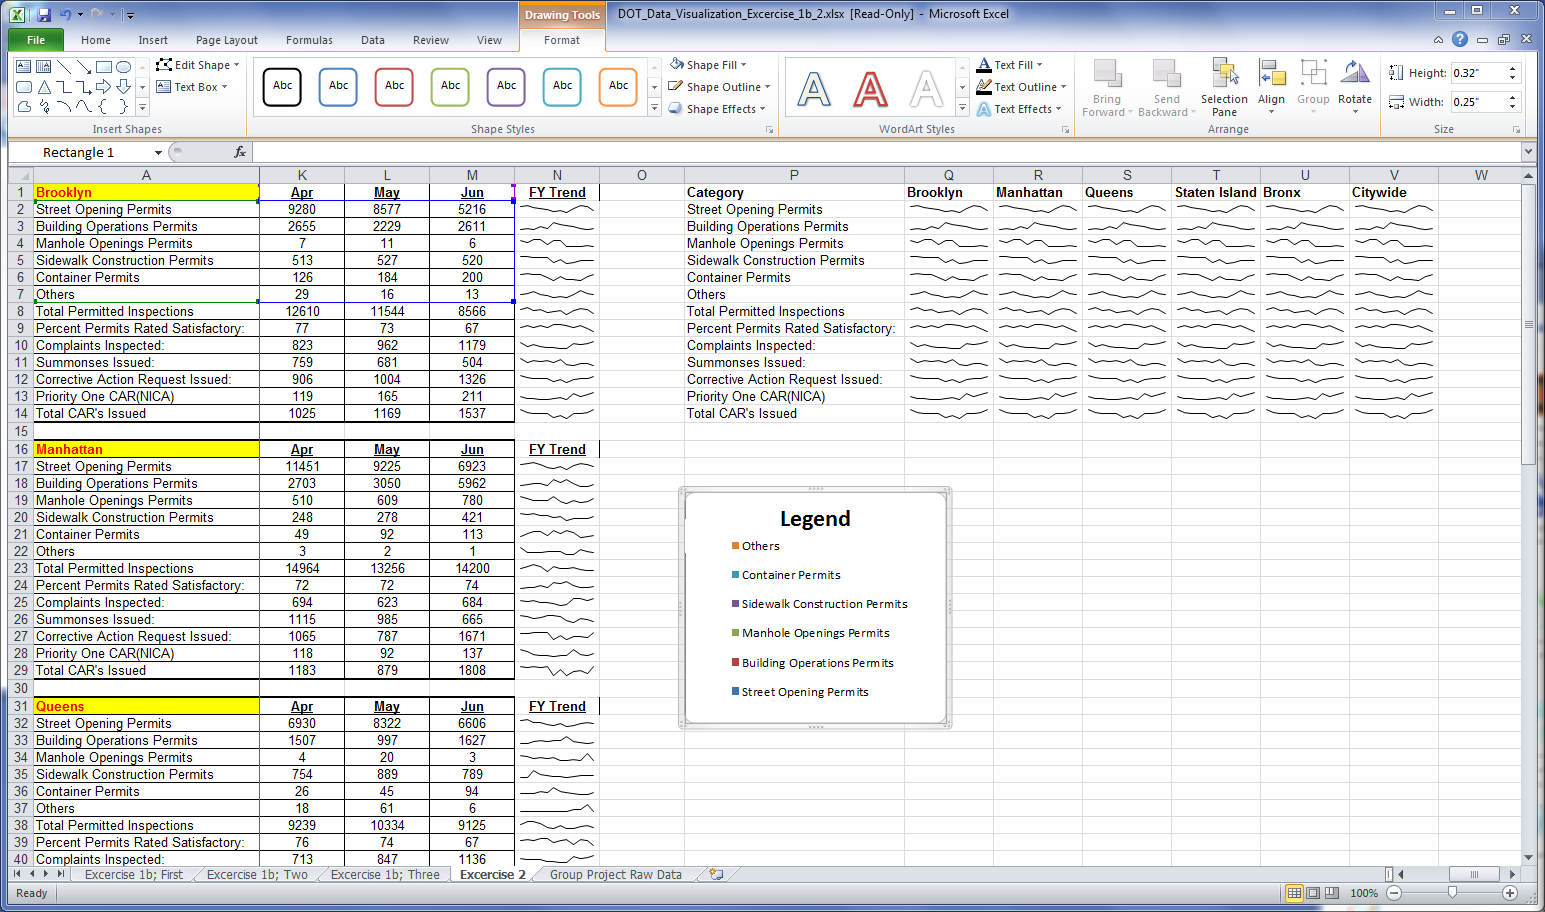 DOT_Data_Visualization_Excercise_1b_2.xlsx [Read-Only] - Microsoft Excel
Drawing Tools
File Home Insert Page Layout Formulas Data Review View Format
Edit Shape
Text Box
Insert Shapes
Abc Abc Abc Abc Abc Abc Abc
Shape Fill
Shape Outline
Shape Effects
Shape Styles
A A A
Text Fill
Text Outline
Text Effects
WordArt Styles
Bring Forward
Send Backward
Selection Pane
Align
Group
Rotate
Arrange
Height: 0.32"
Width: 0.25"
Size
Rectangle 1 fx
A K L M N O P Q R S T U V W
1 Brooklyn Apr May Jun FY Trend Category Brooklyn Manhattan Queens Staten Island Bronx Citywide
2 Street Opening Permits 9280 8577 5216 Street Opening Permits
3 Building Operations Permits 2655 2229 2611 Building Operations Permits
4 Manhole Openings Permits 7 11 6 Manhole Openings Permits
5 Sidewalk Construction Permits 513 527 520 Sidewalk Construction Permits
6 Container Permits 126 184 200 Container Permits
7 Others 29 16 13 Others
8 Total Permitted Inspections 12610 11544 8566 Total Permitted Inspections
9 Percent Permits Rated Satisfactory: 77 73 67 Percent Permits Rated Satisfactory:
10 Complaints Inspected: 823 962 1179 Complaints Inspected:
11 Summonses Issued: 759 681 504 Summonses Issued:
12 Corrective Action Request Issued: 906 1004 1326 Corrective Action Request Issued:
13 Priority One CAR(NICA) 119 165 211 Priority One CAR(NICA)
14 Total CAR's Issued 1025 1169 1537 Total CAR's Issued
15
16 Manhattan Apr May Jun FY Trend
17 Street Opening Permits 11451 9225 6923
18 Building Operations Permits 2703 3050 5962
19 Manhole Openings Permits 510 609 780
20 Sidewalk Construction Permits 248 278 421
21 Container Permits 49 92 113
22 Others 3 2 1
23 Total Permitted Inspections 14964 13256 14200
24 Percent Permits Rated Satisfactory: 72 72 74
25 Complaints Inspected: 694 623 684
26 Summonses Issued: 1115 985 665
27 Corrective Action Request Issued: 1065 787 1671
28 Priority One CAR(NICA) 118 92 137
29 Total CAR's Issued 1183 879 1808
30
31 Queens Apr May Jun FY Trend
32 Street Opening Permits 6930 8322 6606
33 Building Operations Permits 1507 997 1627
34 Manhole Openings Permits 4 20 3
35 Sidewalk Construction Permits 754 889 789
36 Container Permits 26 45 94
37 Others 18 61 6
38 Total Permitted Inspections 9239 10334 9125
39 Percent Permits Rated Satisfactory: 76 74 67
40 Complaints Inspected: 713 847 1136
Legend
Others
Container Permits
Sidewalk Construction Permits
Manhole Openings Permits
Building Operations Permits
Street Opening Permits
Excercise 1b; First Excercise 1b; Two Excercise 1b; Three Excercise 2 Group Project Raw Data
Ready 100%